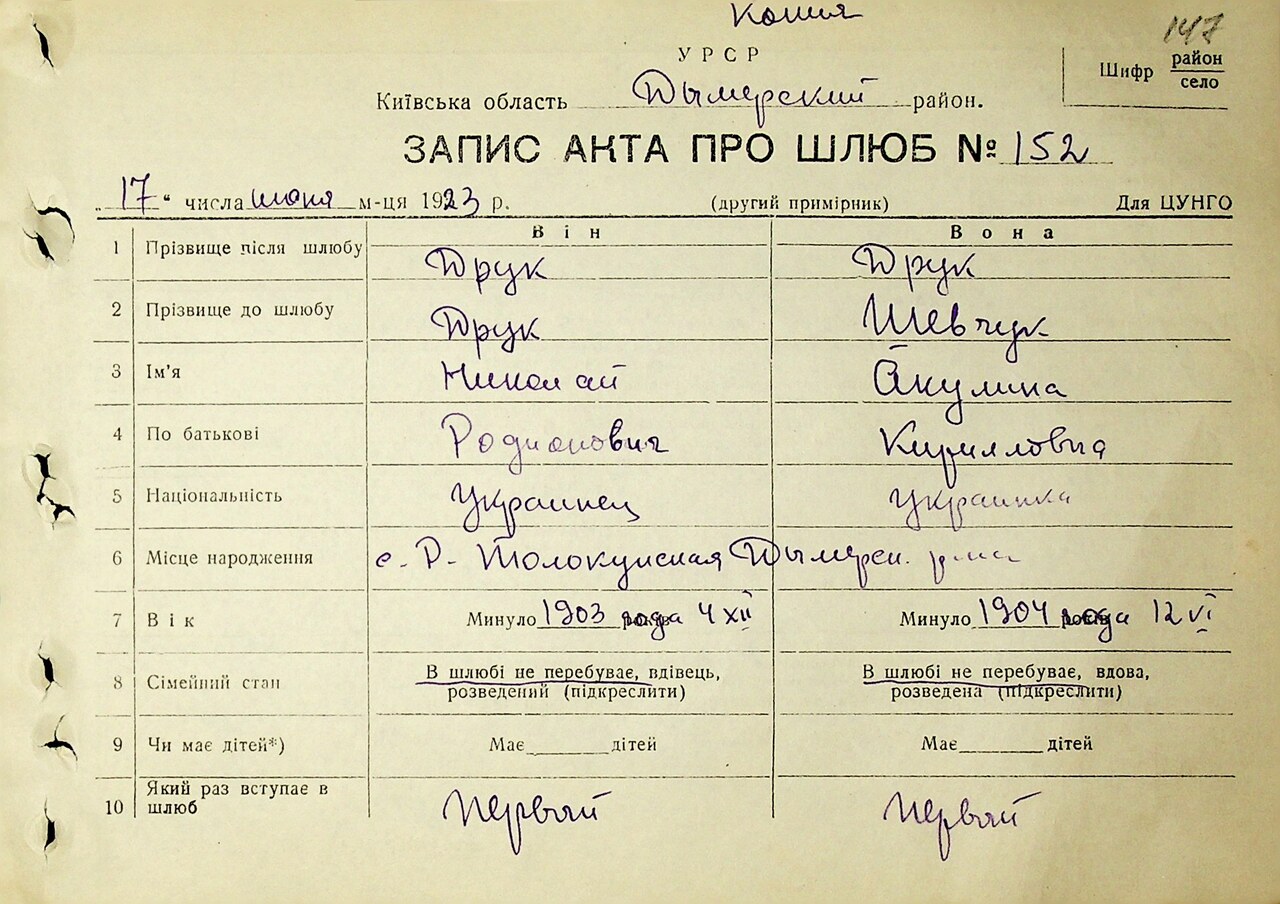 Копия
147
УРСР
Шифр район село
Київська область Дымерский район.
ЗАПИС АКТА ПРО ШЛЮБ № 152
„17“ числа июня м-ця 1923 р. (другий примірник) Для ЦУНГО
Він Вона
1 Прізвище після шлюбу Друк Друк
2 Прізвище до шлюбу Друк Шевчук
3 Ім'я Николай Акулина
4 По батькові Родионович Кирилловна
5 Національність Украинец Украинка
6 Місце народження с. Р. Толокунская Дымерск. р-на
7 Вік Минуло 1903 года 4 XII Минуло 1904 года 12 VI
8 Сімейний стан В шлюбі не перебуває, вдівець, В шлюбі не перебуває, вдова,
розведений (підкреслити) розведена (підкреслити)
9 Чи має дітей*) Має дітей Має дітей
10 Який раз вступає в
шлюб Первый Первый